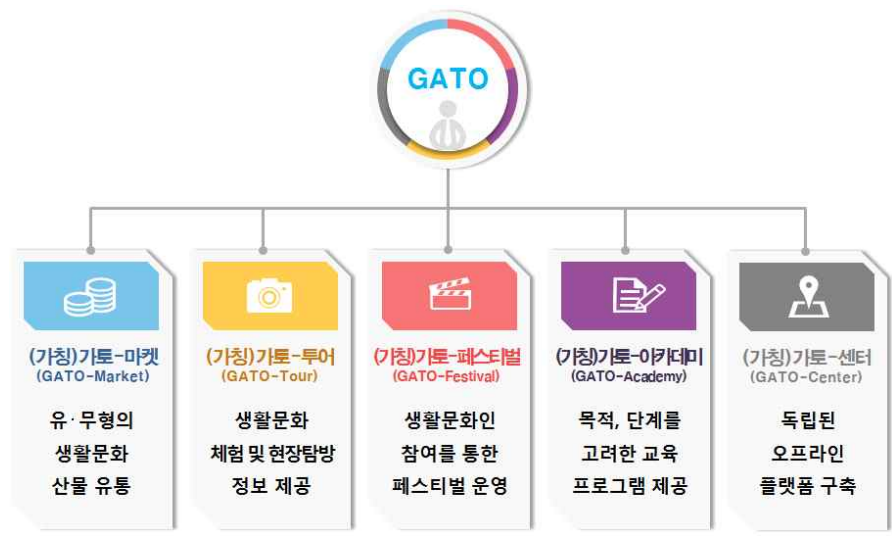 GATO
(가칭)가토-마켓
(GATO-Market)
유·무형의
생활문화
산물 유통
(가칭)가토-투어
(GATO-Tour)
생활문화
체험 및 현장탐방
정보 제공
(가칭)가토-페스티벌
(GATO-Festival)
생활문화인
참여를 통한
페스티벌 운영
(가칭)가토-아카데미
(GATO-Academy)
목적, 단계를
고려한 교육
프로그램 제공
(가칭)가토-센터
(GATO-Center)
독립된
오프라인
플랫폼 구축